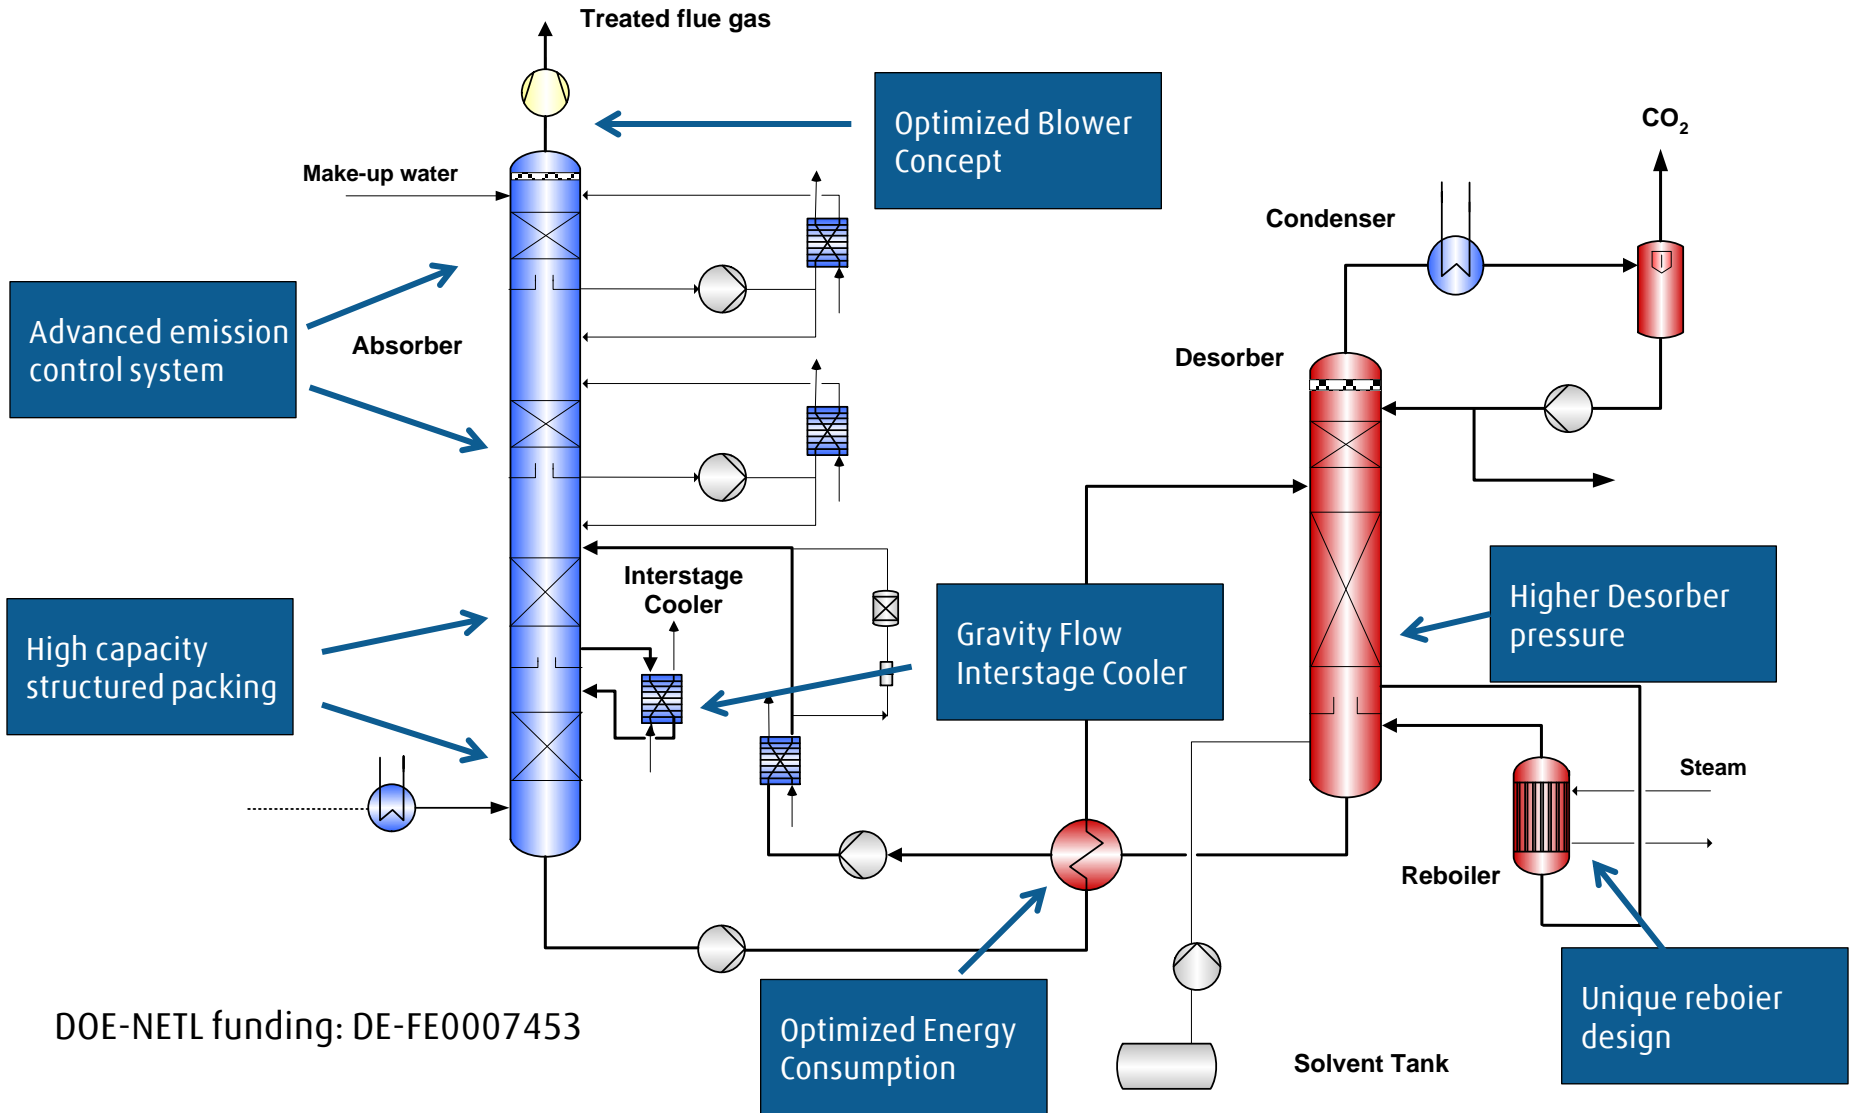 Treated flue gas
Optimized Blower
Concept
CO2
Make-up water
Condenser
Advanced emission
control system
Absorber
Desorber
Interstage
Cooler
Gravity Flow
Interstage Cooler
Higher Desorber
pressure
High capacity
structured packing
Steam
Reboiler
Unique reboier
design
Optimized Energy
Consumption
DOE-NETL funding: DE-FE0007453
Solvent Tank